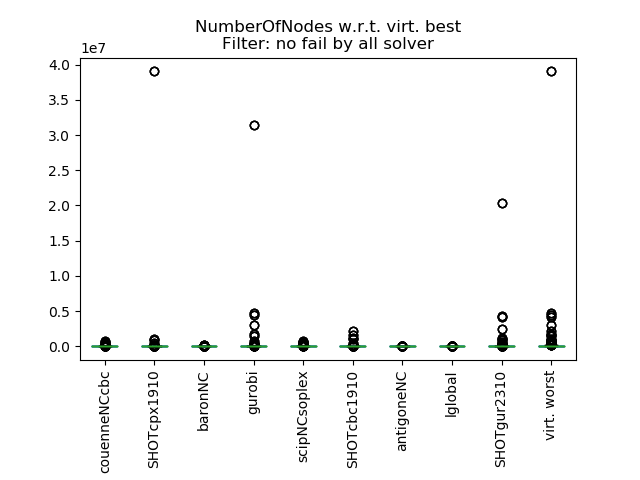 NumberOfNodes w.r.t. virt. best
Filter: no fail by all solver
1e7
4.0
3.5
3.0
2.5
2.0
1.5
1.0
0.5
0.0
couenneNCcbc
SHOTcpx1910
baronNC
gurobi
scipNCsoplex
SHOTcbc1910
antigoneNC
lglobal
SHOTgur2310
virt. worst